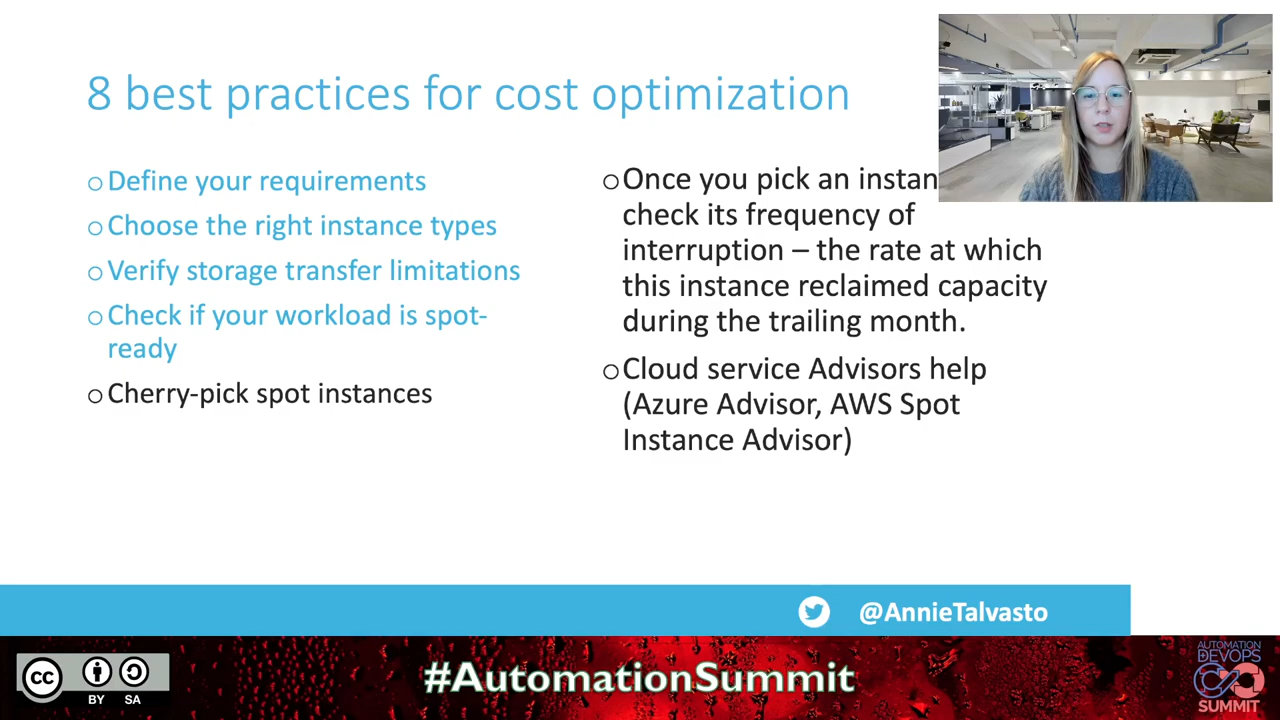 8 best practices for cost optimization
Define your requirements
Choose the right instance types
Verify storage transfer limitations
Check if your workload is spot-
ready
Cherry-pick spot instances
Once you pick an instan
check its frequency of
interruption – the rate at which
this instance reclaimed capacity
during the trailing month.
Cloud service Advisors help
(Azure Advisor, AWS Spot
Instance Advisor)
@AnnieTalvasto
cc
BY SA
#AutomationSummit
AUTOMATION
DEVOPS
SUMMIT